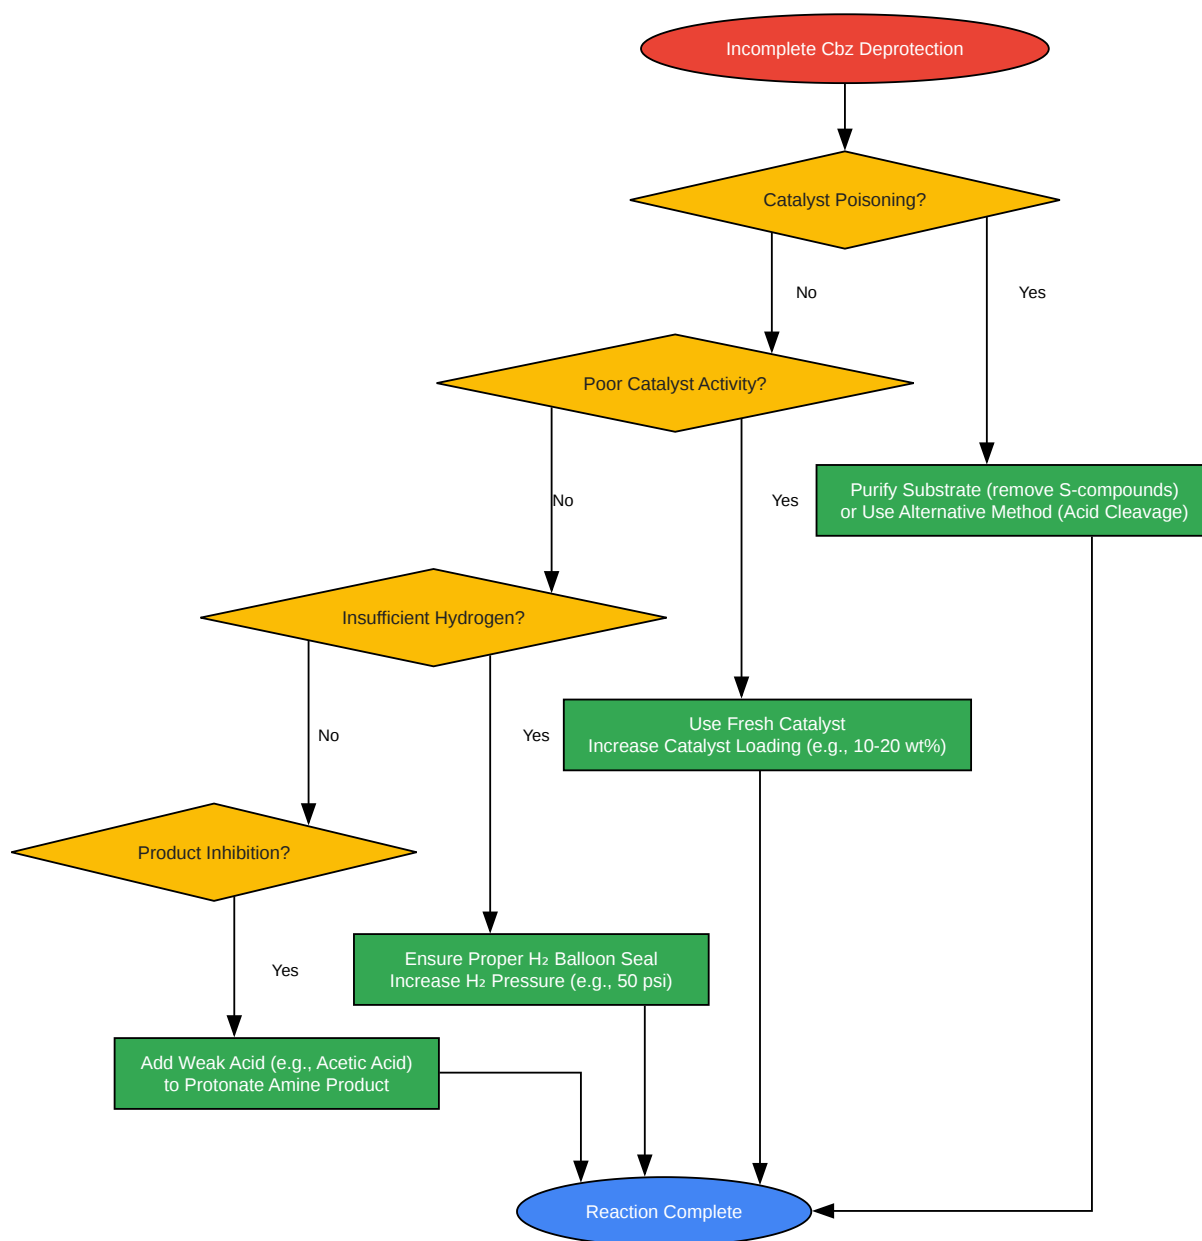 Incomplete Cbz Deprotection
Catalyst Poisoning?
No
Yes
Poor Catalyst Activity?
No
Yes
Purify Substrate (remove S-compounds)
or Use Alternative Method (Acid Cleavage)
Insufficient Hydrogen?
No
Yes
Use Fresh Catalyst
Increase Catalyst Loading (e.g., 10-20 wt%)
Product Inhibition?
Yes
Ensure Proper H₂ Balloon Seal
Increase H₂ Pressure (e.g., 50 psi)
Add Weak Acid (e.g., Acetic Acid)
to Protonate Amine Product
Reaction Complete